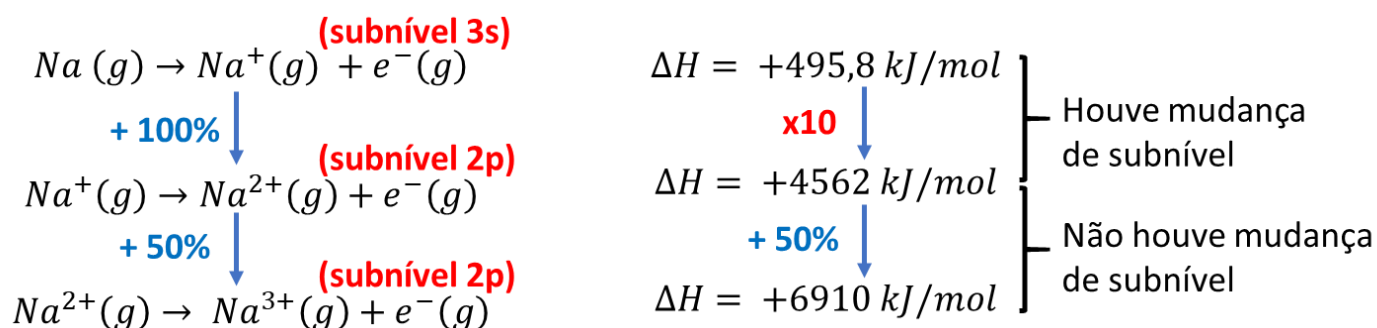 (subnível 3s)
Na (g) → Na⁺(g) + e⁻(g)
ΔH = +495,8 kJ/mol
+ 100%
x10
Houve mudança
de subnível
(subnível 2p)
Na⁺(g) → Na²⁺(g) + e⁻(g)
ΔH = +4562 kJ/mol
+ 50%
+ 50%
Não houve mudança
de subnível
(subnível 2p)
Na²⁺(g) → Na³⁺(g) + e⁻(g)
ΔH = +6910 kJ/mol